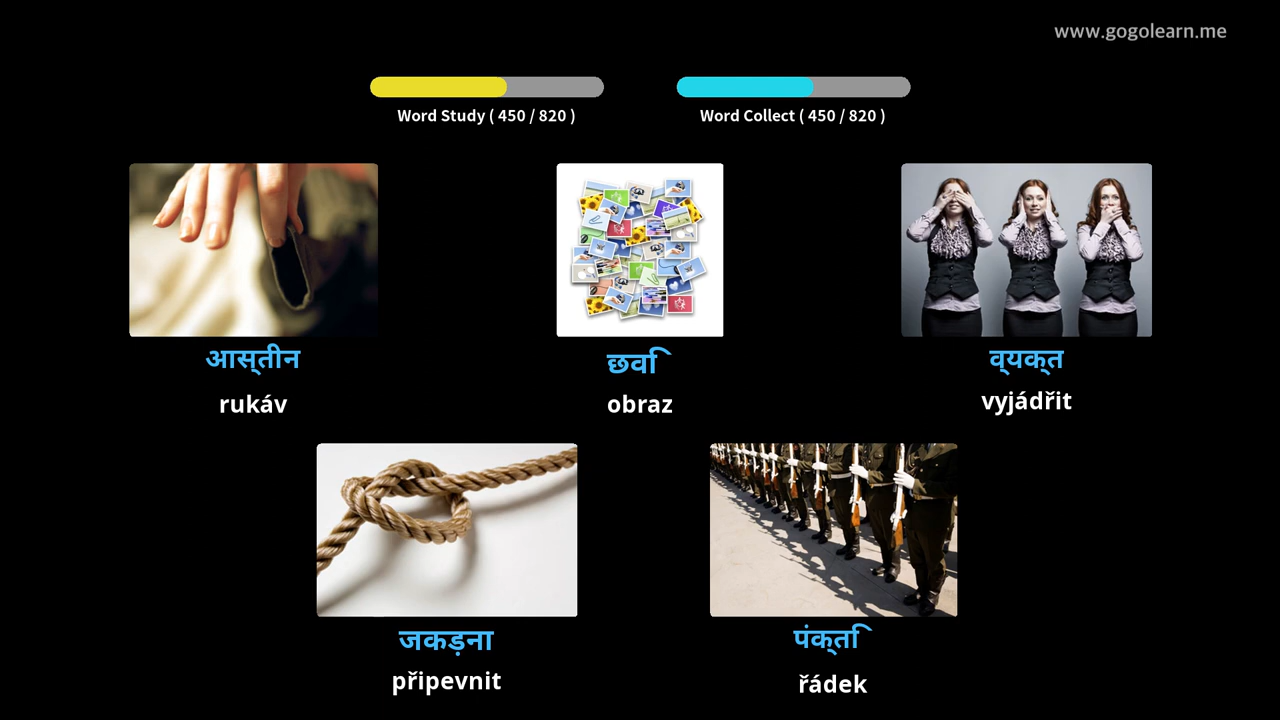 www.gogolearn.me
Word Study ( 450 / 820 )
Word Collect ( 450 / 820 )
आस्तीन
छवि
व्यक्त
rukáv
obraz
vyjádřit
जकड़ना
पंक्ति
připevnit
řádek